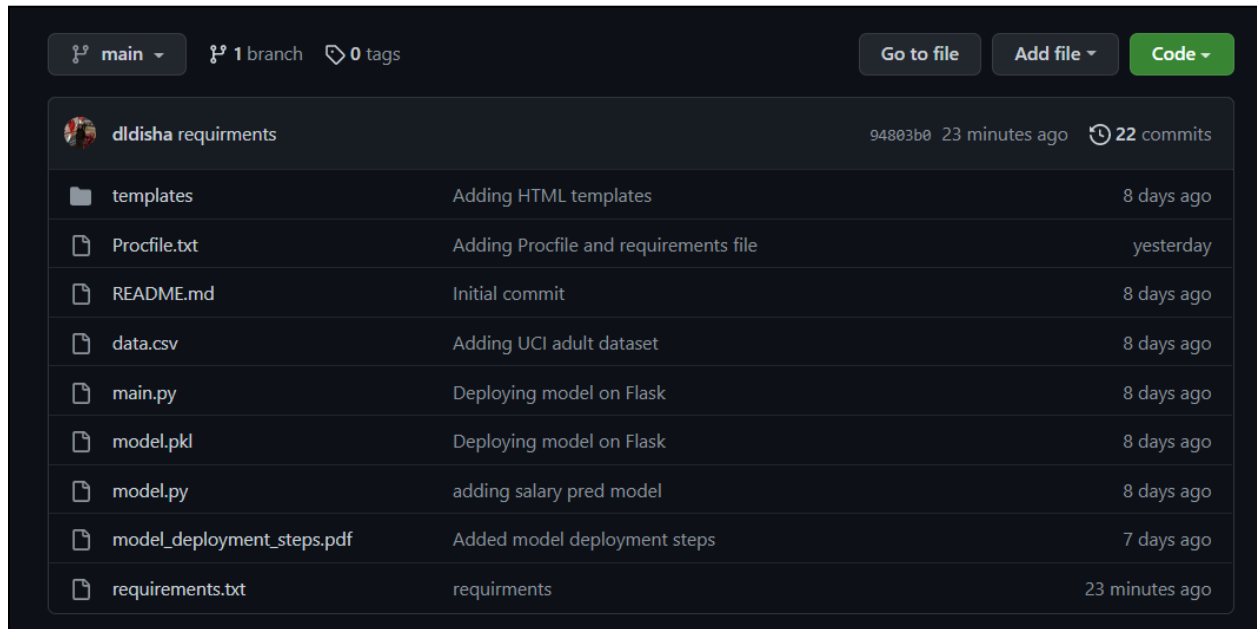 main 1 branch 0 tags Go to file Add file Code
dldisha requirments 94803b0 23 minutes ago 22 commits
templates Adding HTML templates 8 days ago
Procfile.txt Adding Procfile and requirements file yesterday
README.md Initial commit 8 days ago
data.csv Adding UCI adult dataset 8 days ago
main.py Deploying model on Flask 8 days ago
model.pkl Deploying model on Flask 8 days ago
model.py adding salary pred model 8 days ago
model_deployment_steps.pdf Added model deployment steps 7 days ago
requirements.txt requirments 23 minutes ago